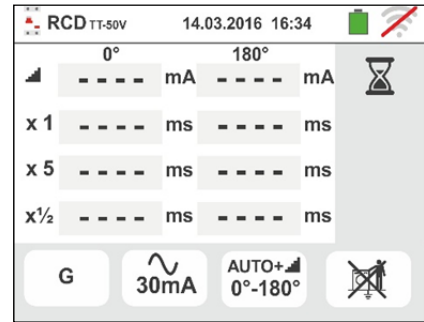 RCD TT-50V 14.03.2016 16:34
0° 180°
- - - - mA - - - - mA
x 1 - - - - ms - - - - ms
x 5 - - - - ms - - - - ms
x½ - - - - ms - - - - ms
G 30mA AUTO+ 0°-180°